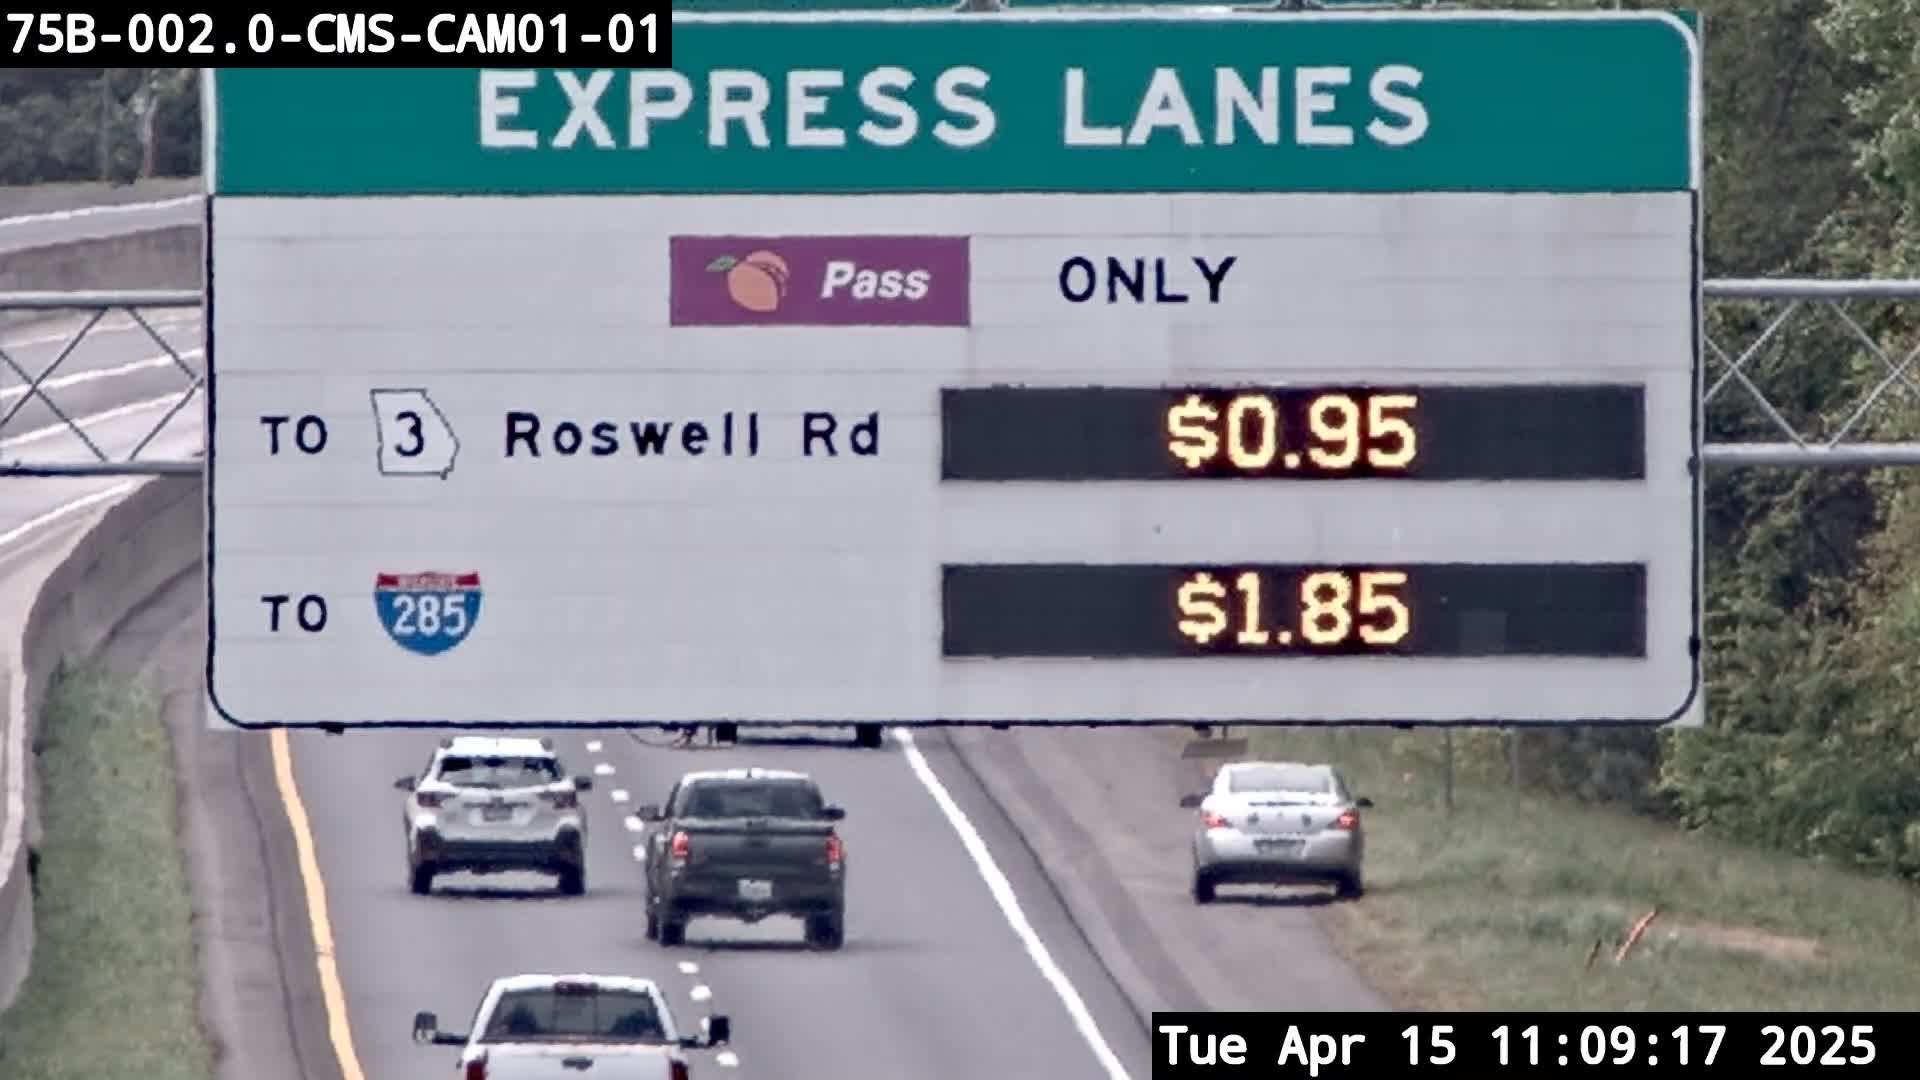 75B-002.0-CMS-CAM01-01
EXPRESS LANES
Pass ONLY
TO 3 Roswell Rd $0.95
TO INTERSTATE 285 $1.85
Tue Apr 15 11:09:17 2025